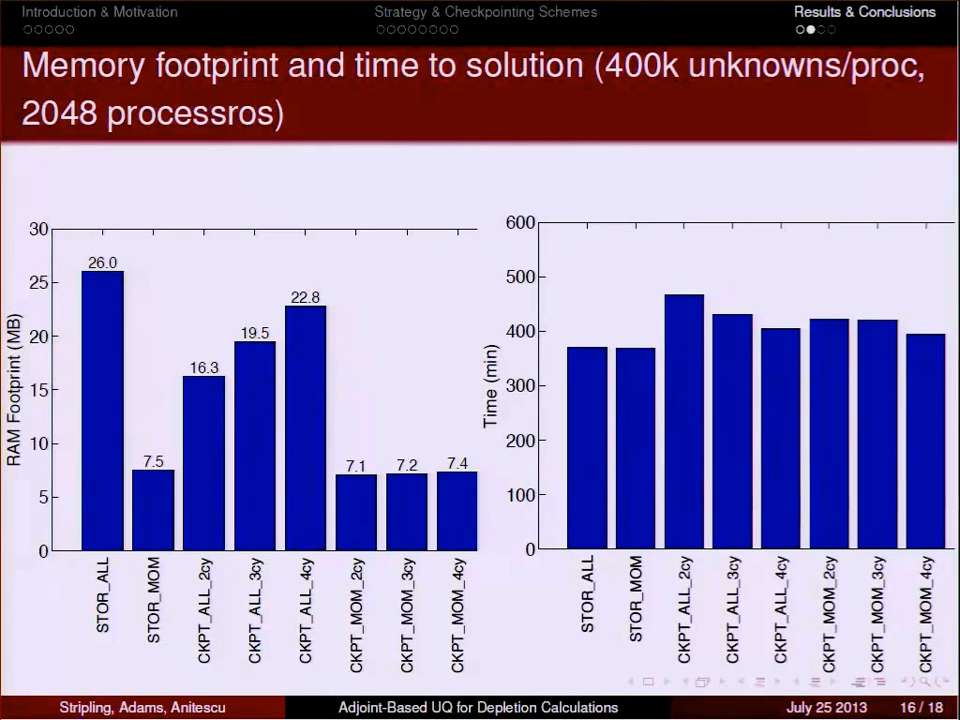 Introduction & Motivation
Strategy & Checkpointing Schemes
Results & Conclusions
Memory footprint and time to solution (400k unknowns/proc,
2048 processros)
RAM Footprint (MB)
30
25
20
15
10
5
0
26.0
7.5
16.3
19.5
22.8
7.1
7.2
7.4
STOR_ALL
STOR_MOM
CKPT_ALL_2cy
CKPT_ALL_3cy
CKPT_ALL_4cy
CKPT_MOM_2cy
CKPT_MOM_3cy
CKPT_MOM_4cy
Time (min)
600
500
400
300
200
100
0
STOR_ALL
STOR_MOM
CKPT_ALL_2cy
CKPT_ALL_3cy
CKPT_ALL_4cy
CKPT_MOM_2cy
CKPT_MOM_3cy
CKPT_MOM_4cy
Stripling, Adams, Anitescu
Adjoint-Based UQ for Depletion Calculations
July 25 2013
16 / 18